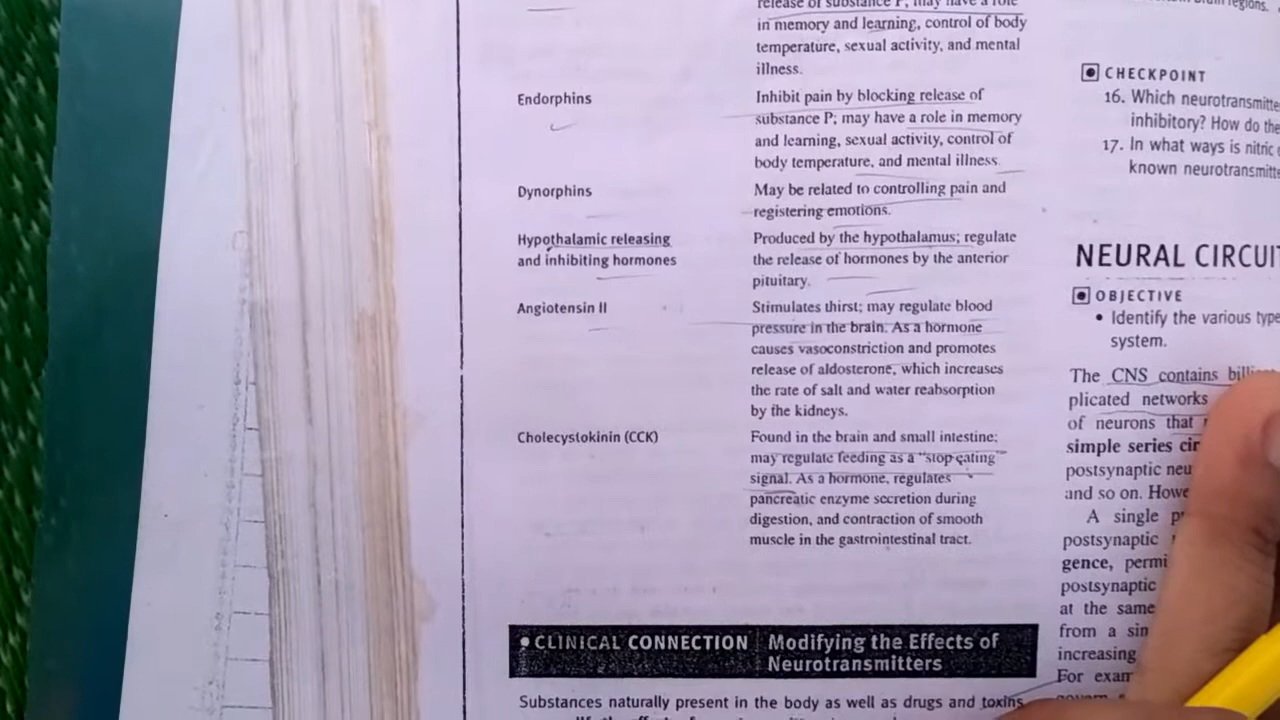 release of substance P; may have a role
in memory and learning, control of body
temperature, sexual activity, and mental
illness.
Endorphins
Inhibit pain by blocking release of
substance P; may have a role in memory
and learning, sexual activity, control of
body temperature, and mental illness.
Dynorphins
May be related to controlling pain and
registering emotions.
Hypothalamic releasing
and inhibiting hormones
Produced by the hypothalamus; regulate
the release of hormones by the anterior
pituitary.
Angiotensin II
Stimulates thirst; may regulate blood
pressure in the brain. As a hormone
causes vasoconstriction and promotes
release of aldosterone, which increases
the rate of salt and water reabsorption
by the kidneys.
Cholecystokinin (CCK)
Found in the brain and small intestine;
may regulate feeding as a "stop eating"
signal. As a hormone, regulates
pancreatic enzyme secretion during
digestion, and contraction of smooth
muscle in the gastrointestinal tract.
CLINICAL CONNECTION
Modifying the Effects of
Neurotransmitters
Substances naturally present in the body as well as drugs and toxins
regions.
CHECKPOINT
16. Which neurotransmitte
inhibitory? How do the
17. In what ways is nitric
known neurotransmitte
NEURAL CIRCUI
OBJECTIVE
• Identify the various type
system.
The CNS contains billi
plicated networks
of neurons that
simple series cir
postsynaptic neu
and so on. Howe
A single p
postsynaptic
gence, permi
postsynaptic
at the same
from a sin
increasing
For exam